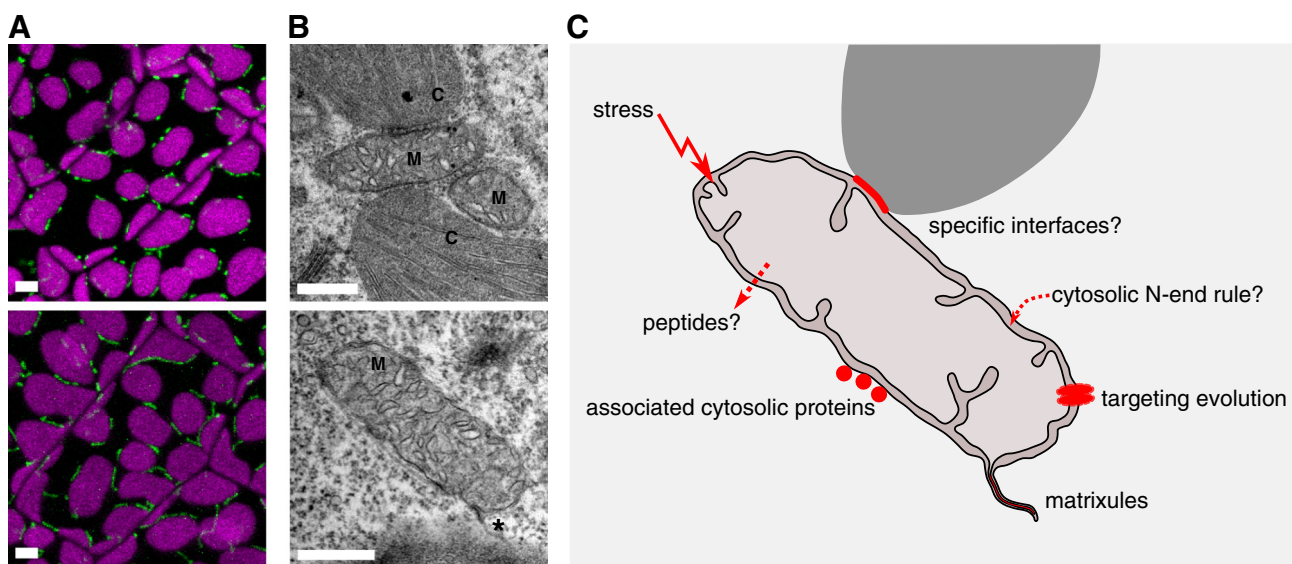 A
B
C
C
M
M
C
M
*
stress
specific interfaces?
cytosolic N-end rule?
peptides?
associated cytosolic proteins
targeting evolution
matrixules